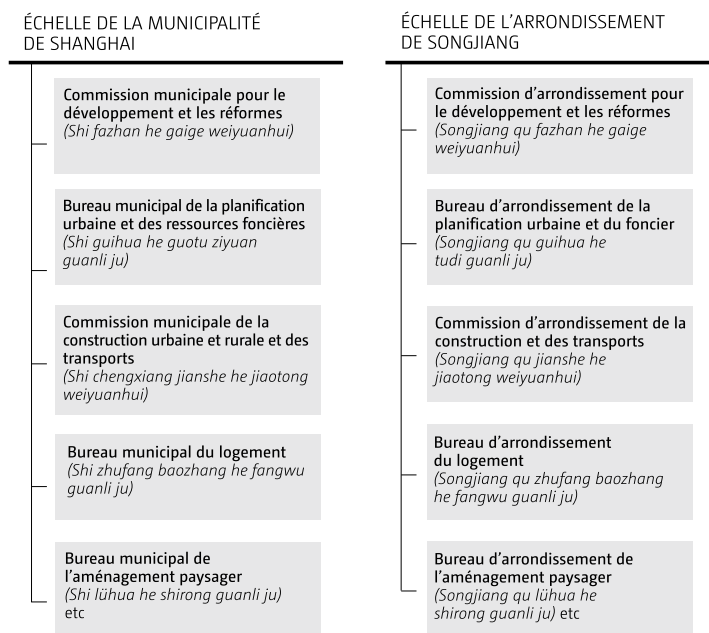 ÉCHELLE DE LA MUNICIPALITÉ
DE SHANGHAI
Commission municipale pour le
développement et les réformes
(Shi fazhan he gaige weiyuanhui)
Bureau municipal de la planification
urbaine et des ressources foncières
(Shi guihua he guotu ziyuan
guanli ju)
Commission municipale de la
construction urbaine et rurale et des
transports
(Shi chengxiang jianshe he jiaotong
weiyuanhui)
Bureau municipal du logement
(Shi zhufang baozhang he fangwu
guanli ju)
Bureau municipal de
l’aménagement paysager
(Shi lühua he shirong guanli ju)
etc
ÉCHELLE DE L’ARRONDISSEMENT
DE SONGJIANG
Commission d’arrondissement pour
le développement et les réformes
(Songjiang qu fazhan he gaige
weiyuanhui)
Bureau d’arrondissement de la
planification urbaine et du foncier
(Songjiang qu guihua he
tudi guanli ju)
Commission d’arrondissement de la
construction et des transports
(Songjiang qu jianshe he
jiaotong weiyuanhui)
Bureau d’arrondissement
du logement
(Songjiang qu zhufang baozhang
he fangwu guanli ju)
Bureau d’arrondissement de
l’aménagement paysager
(Songjiang qu lühua he
shirong guanli ju) etc